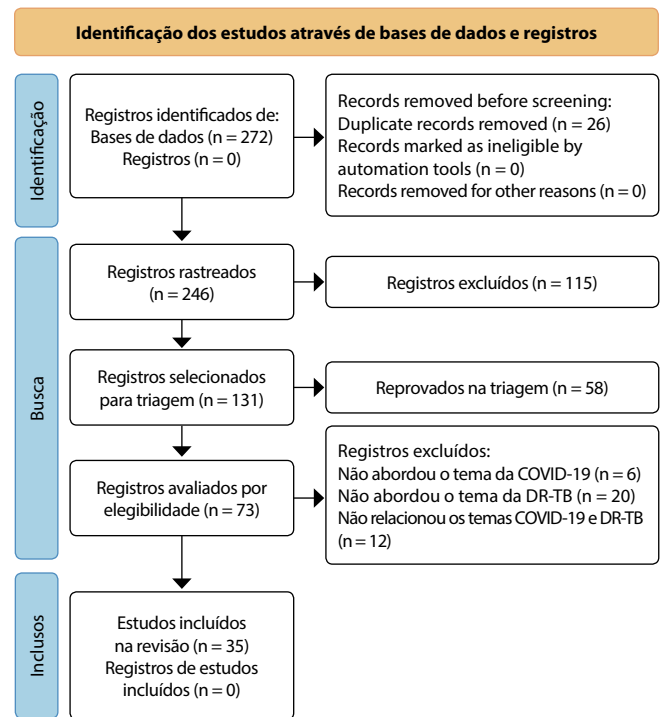 Identificação dos estudos através de bases de dados e registros
Identificação
Registros identificados de:
Bases de dados (n = 272)
Registros (n = 0)
Records removed before screening:
Duplicate records removed (n = 26)
Records marked as ineligible by
automation tools (n = 0)
Records removed for other reasons (n = 0)
Busca
Registros rastreados
(n = 246)
Registros excluídos (n = 115)
Registros selecionados
para triagem (n = 131)
Reprovados na triagem (n = 58)
Registros avaliados por
elegibilidade (n = 73)
Registros excluídos:
Não abordou o tema da COVID-19 (n = 6)
Não abordou o tema da DR-TB (n = 20)
Não relacionou os temas COVID-19 e DR-TB
(n = 12)
Inclusos
Estudos incluídos
na revisão (n = 35)
Registros de estudos
incluídos (n = 0)